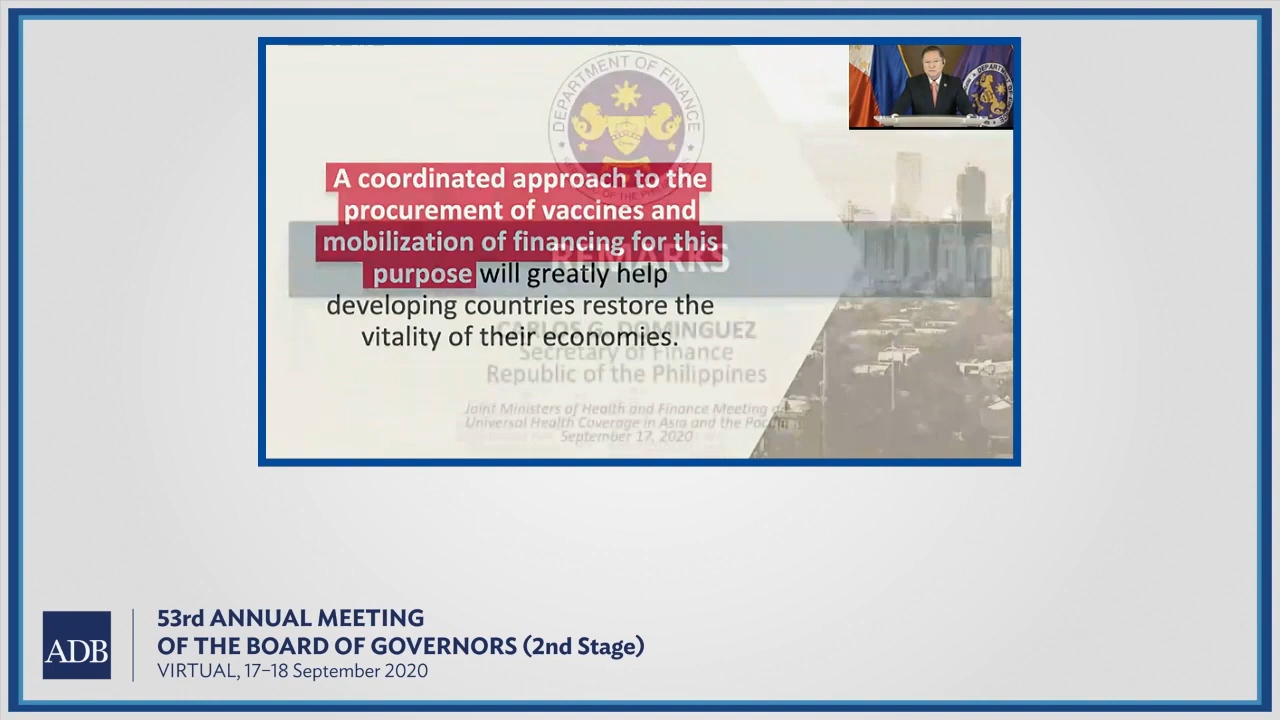 DEPARTMENT OF FINANCE
A coordinated approach to the
procurement of vaccines and
mobilization of financing for this
purpose will greatly help
developing countries restore the
vitality of their economies.
REMARKS
CARLOS G. DOMINGUEZ
Secretary of Finance
Republic of the Philippines
Joint Ministers of Health and Finance Meeting
Universal Health Coverage in Asia and the
September 17, 2020
ADB
53rd ANNUAL MEETING
OF THE BOARD OF GOVERNORS (2nd Stage)
VIRTUAL, 17–18 September 2020